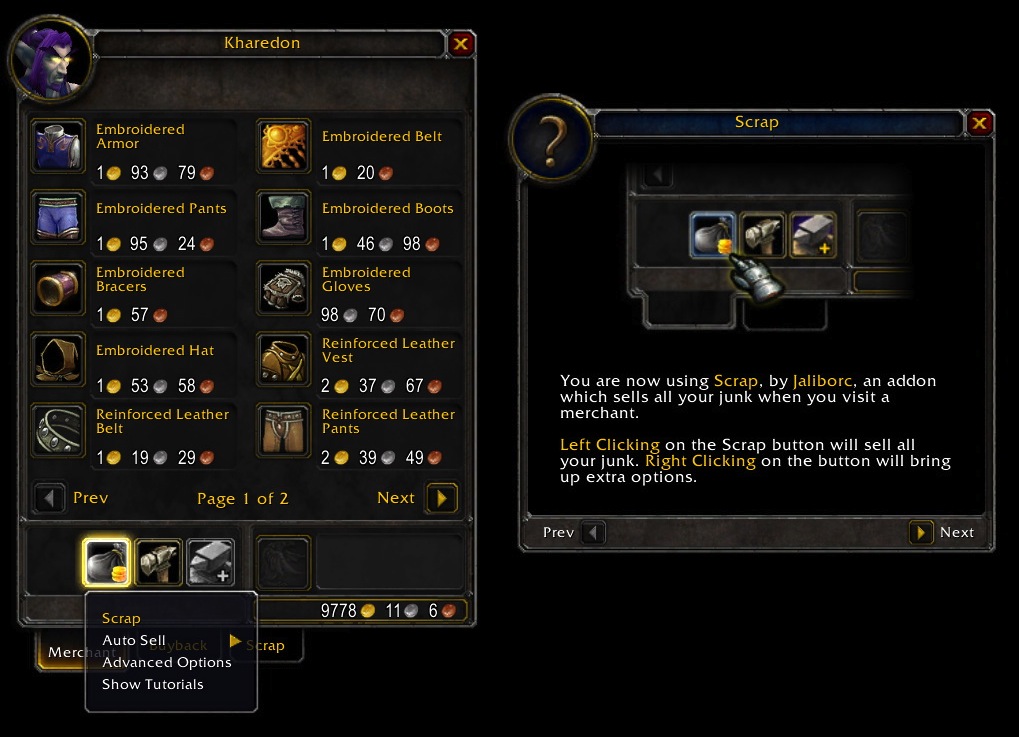 Kharedon
Embroidered
Armor
1 93 79
Embroidered Belt
1 20
Embroidered Pants
1 95 24
Embroidered Boots
1 46 98
Embroidered
Bracers
1 57
Embroidered
Gloves
98 70
Embroidered Hat
1 53 58
Reinforced Leather
Vest
2 37 67
Reinforced Leather
Belt
1 19 29
Reinforced Leather
Pants
2 39 49
Prev Page 1 of 2 Next
9778 11 6
Merchant Buyback Scrap
Scrap
Auto Sell
Advanced Options
Show Tutorials
Scrap
You are now using Scrap, by Jaliborc, an addon
which sells all your junk when you visit a
merchant.
Left Clicking on the Scrap button will sell all
your junk. Right Clicking on the button will bring
up extra options.
Prev Next